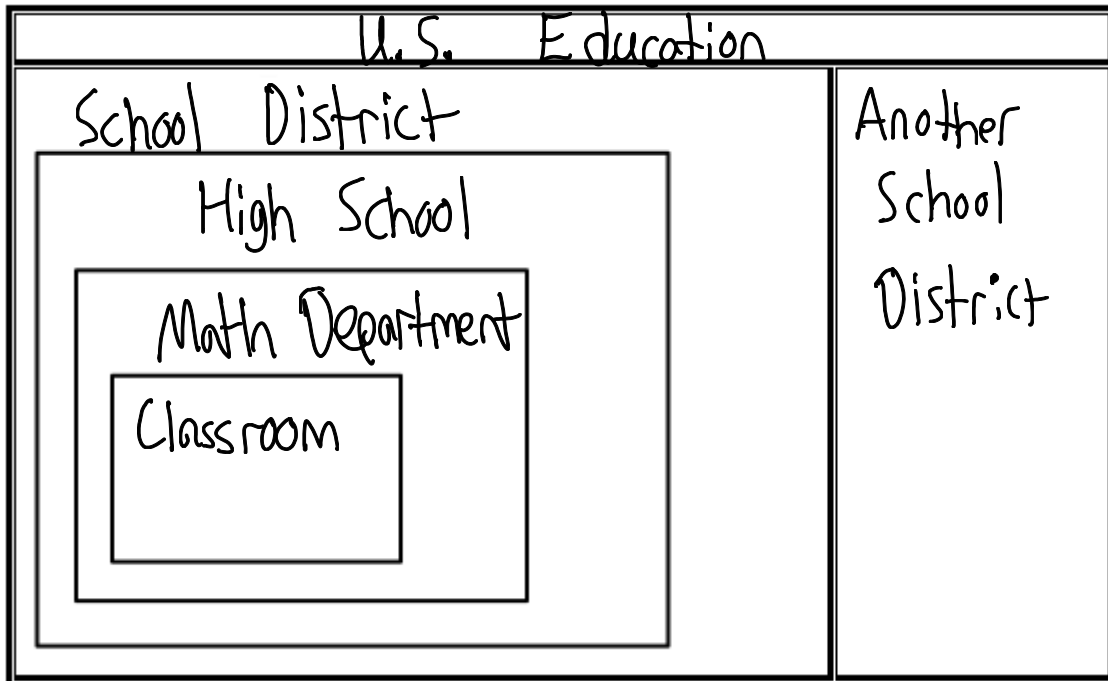 U.S. Education
School District
High School
Math Department
Classroom
Another
School
District